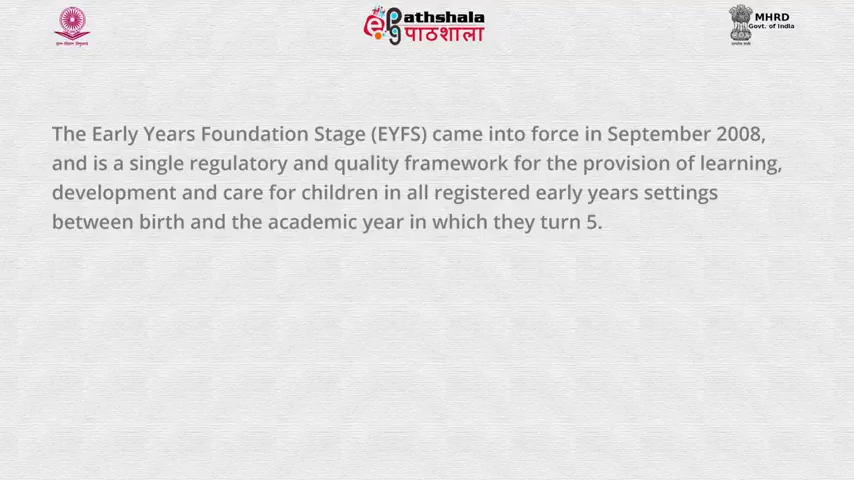 ePathshala
पाठशाला
MHRD
Govt. of India
The Early Years Foundation Stage (EYFS) came into force in September 2008,
and is a single regulatory and quality framework for the provision of learning,
development and care for children in all registered early years settings
between birth and the academic year in which they turn 5.